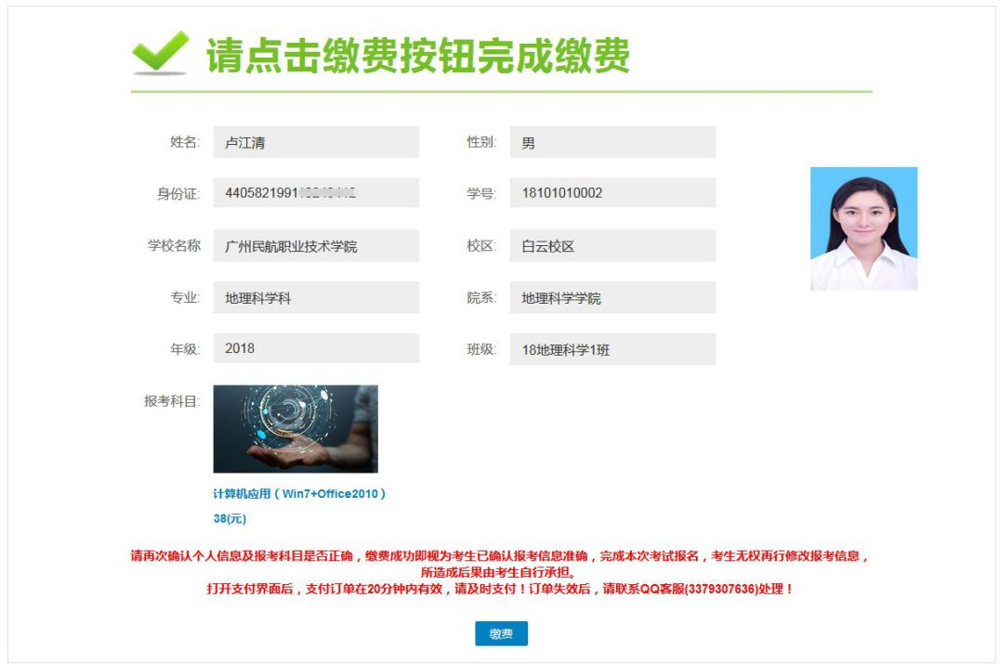 请点击缴费按钮完成缴费
姓名: 卢江清 性别: 男
身份证: 44058219911 学号: 18101010002
学校名称 广州民航职业技术学院 校区: 白云校区
专业: 地理科学科 院系: 地理科学学院
年级: 2018 班级: 18地理科学1班
报考科目:
计算机应用（Win7+Office2010）
38(元)
请再次确认个人信息及报考科目是否正确，缴费成功即视为考生已确认报考信息准确，完成本次考试报名，考生无权再行修改报考信息，
所造成后果由考生自行承担。
打开支付界面后，支付订单在20分钟内有效，请及时支付！订单失效后，请联系QQ客服(3379307636)处理！
缴费